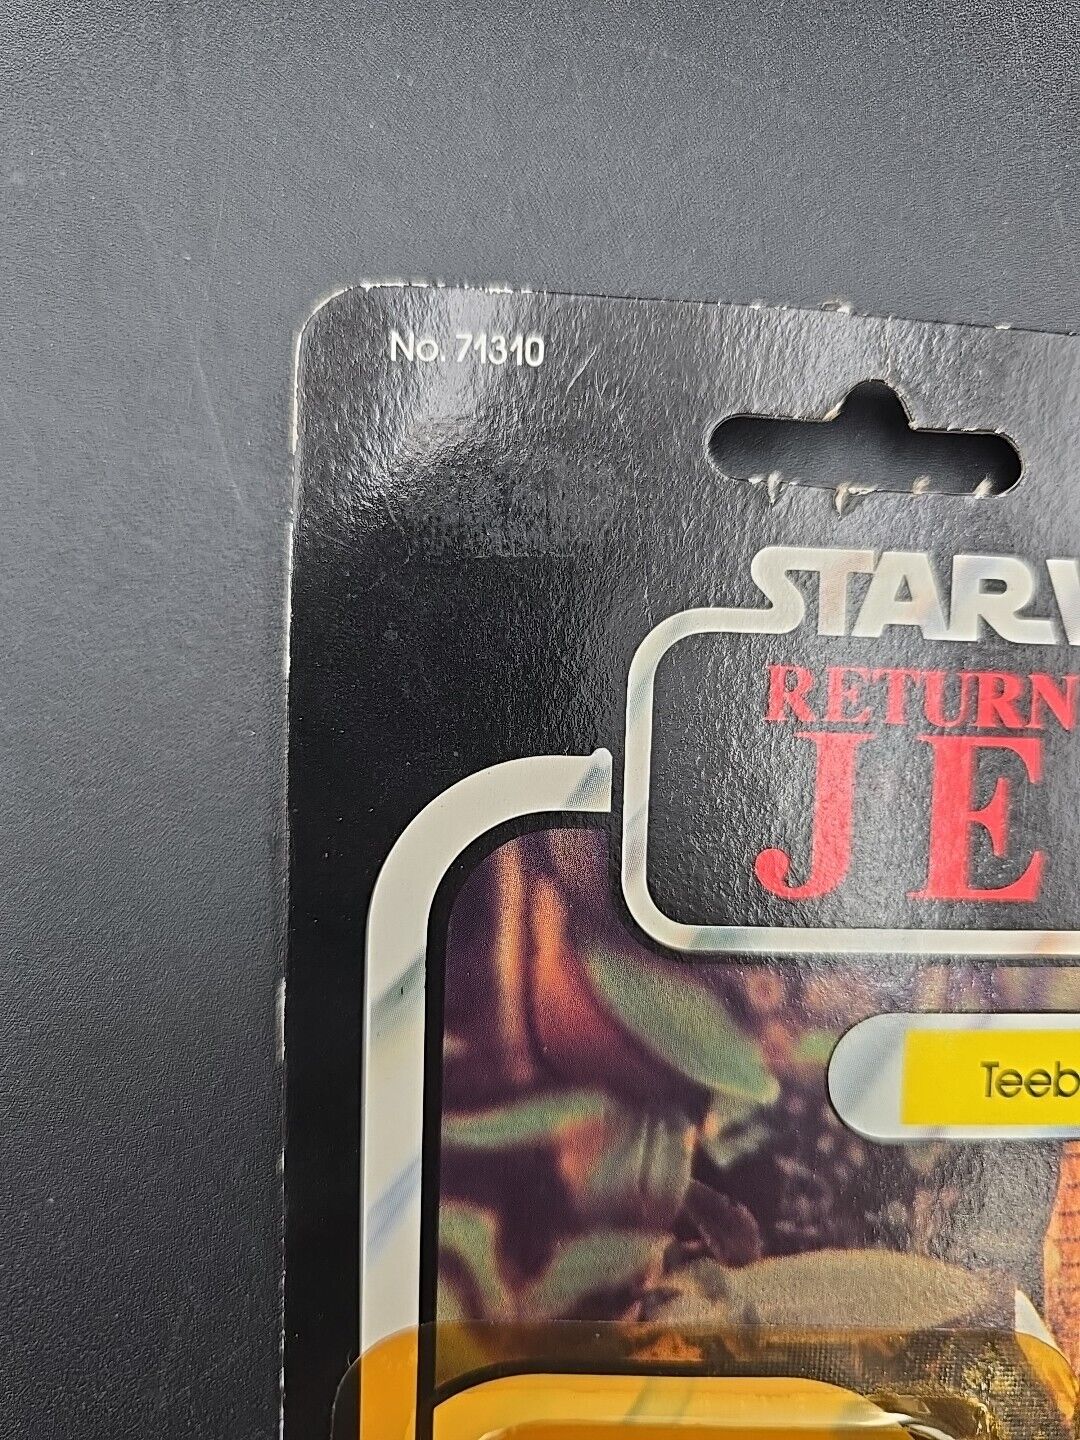 No. 71310
STAR
RETURN
JE
Teeb